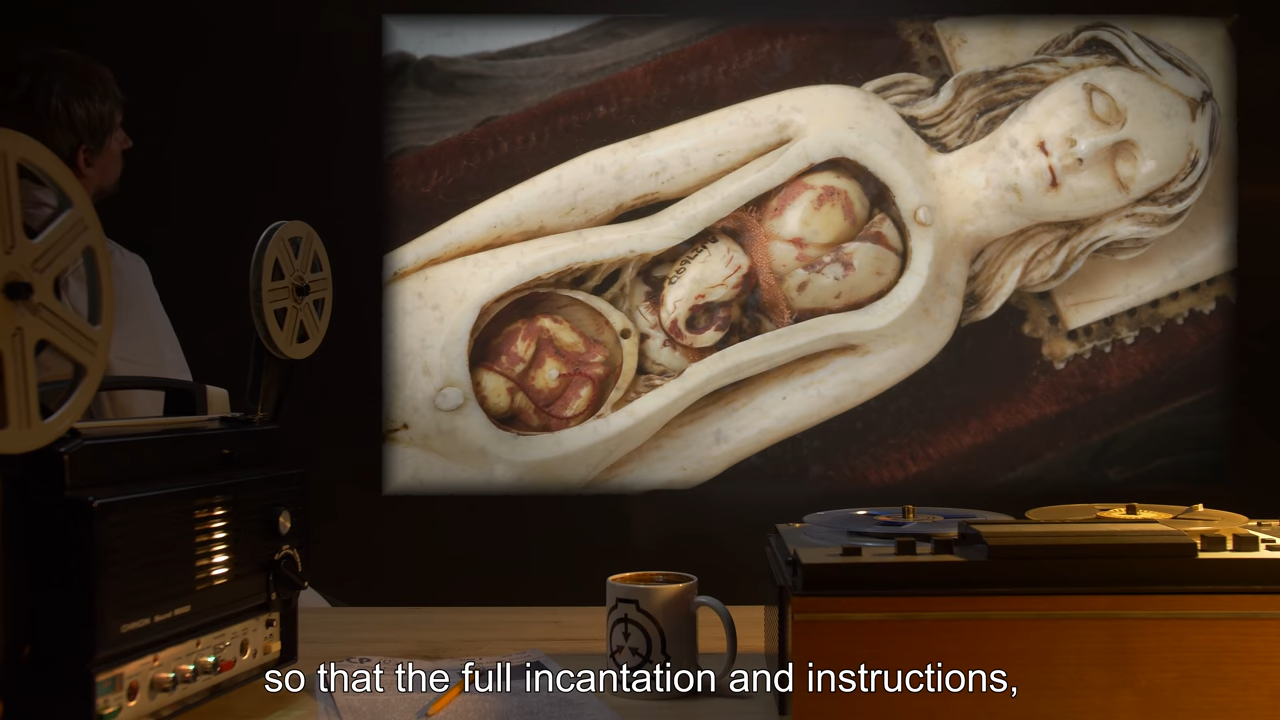 so that the full incantation and instructions,